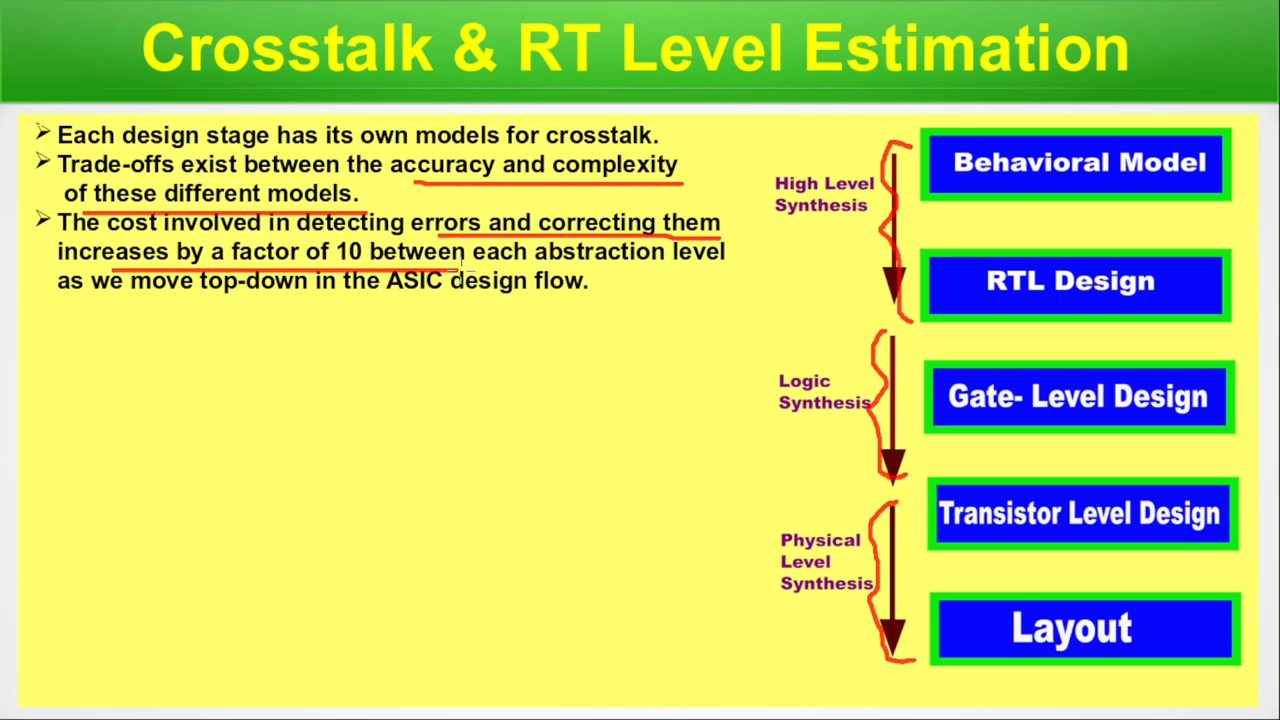 Crosstalk & RT Level Estimation
➢ Each design stage has its own models for crosstalk.
➢ Trade-offs exist between the accuracy and complexity
of these different models.
➢ The cost involved in detecting errors and correcting them
increases by a factor of 10 between each abstraction level
as we move top-down in the ASIC design flow.
High Level
Synthesis
Logic
Synthesis
Physical
Level
Synthesis
Behavioral Model
RTL Design
Gate- Level Design
Transistor Level Design
Layout